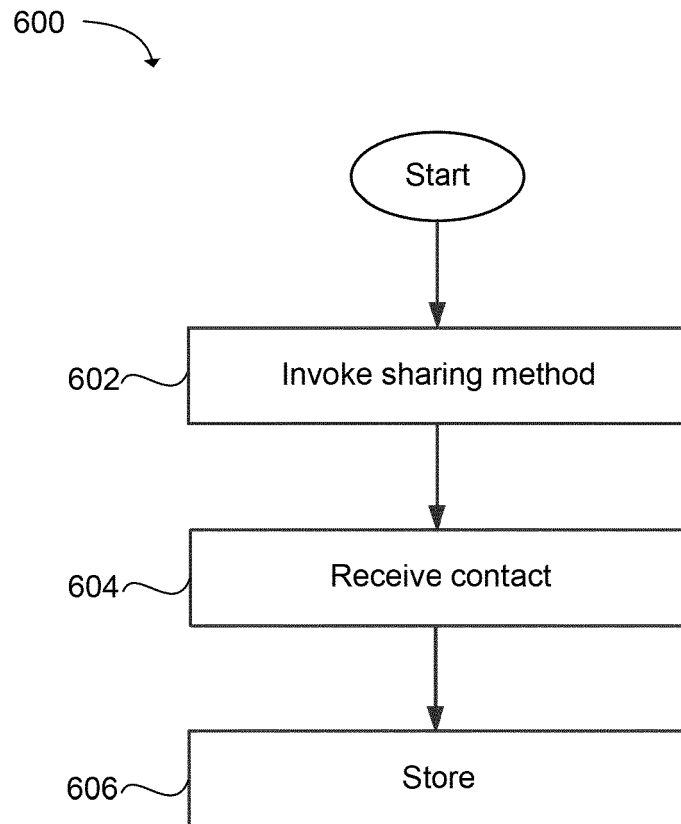 600
Start
602
Invoke sharing method
604
Receive contact
606
Store